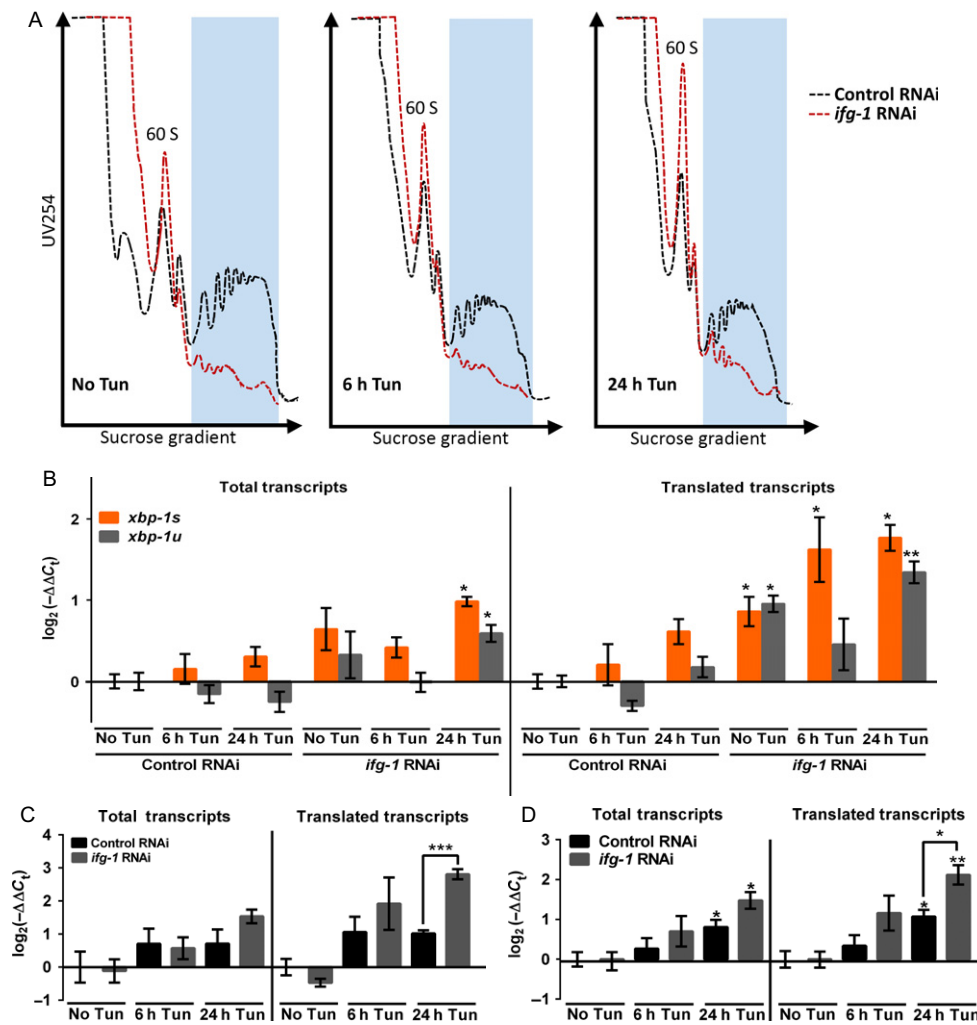 A
60 S
60 S
60 S
Control RNAi
ifg-1 RNAi
UV254
No Tun
6 h Tun
24 h Tun
Sucrose gradient
Sucrose gradient
Sucrose gradient
B
Total transcripts
Translated transcripts
xbp-1s
xbp-1u
log2 (−ΔΔCt)
2
1
0
* * * * * * **
No Tun 6 h Tun 24 h Tun No Tun 6 h Tun 24 h Tun No Tun 6 h Tun 24 h Tun No Tun 6 h Tun 24 h Tun
Control RNAi ifg-1 RNAi Control RNAi ifg-1 RNAi
C
Total transcripts
Translated transcripts
Control RNAi
ifg-1 RNAi
***
log2(−ΔΔCt)
4
3
2
1
0
−1
No Tun 6 h Tun 24 h Tun No Tun 6 h Tun 24 h Tun
D
Total transcripts
Translated transcripts
Control RNAi
ifg-1 RNAi
* * * * **
log2 (−ΔΔCt)
3
2
1
0
−1
No Tun 6 h Tun 24 h Tun No Tun 6 h Tun 24 h Tun